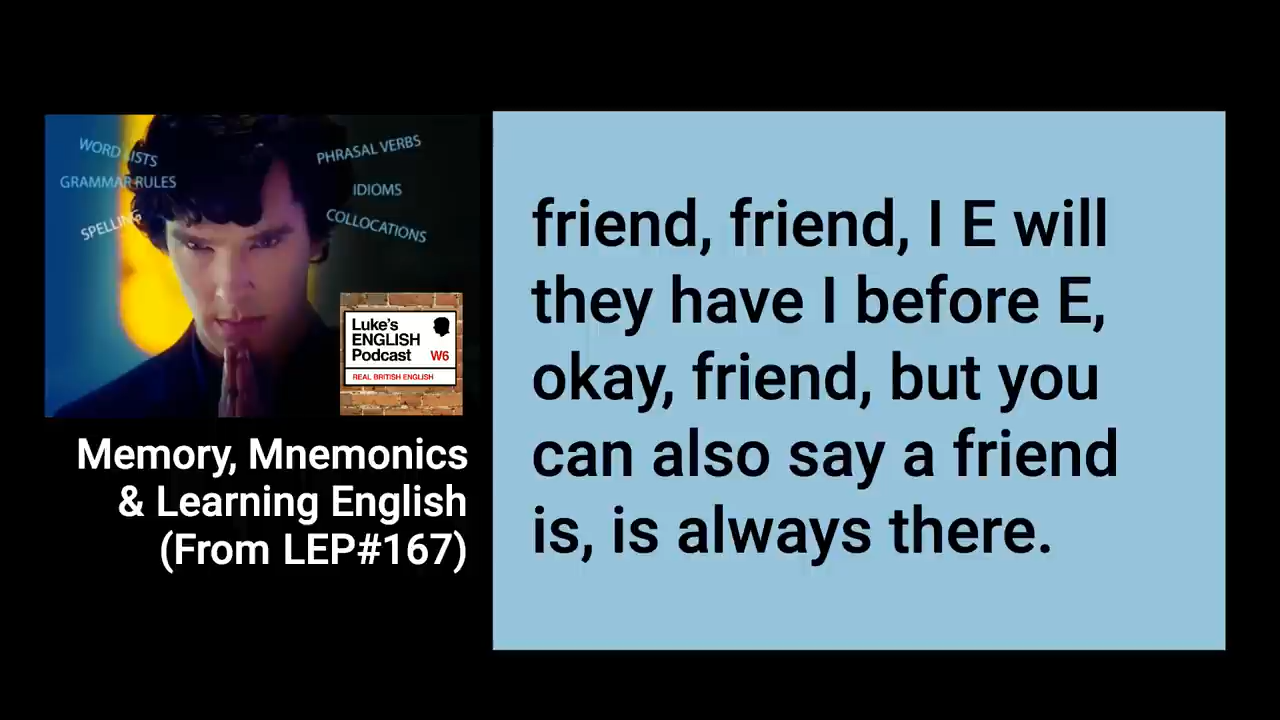 WORD LISTS
GRAMMAR RULES
SPELLING
PHRASAL VERBS
IDIOMS
COLLOCATIONS
Luke's
ENGLISH
Podcast W6
REAL BRITISH ENGLISH
Memory, Mnemonics
& Learning English
(From LEP#167)
friend, friend, I E will
they have I before E,
okay, friend, but you
can also say a friend
is, is always there.